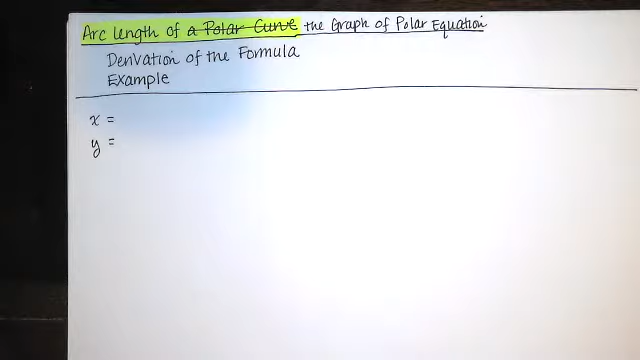 Arc length of a Polar Curve the Graph of Polar Equation
Derivation of the Formula
Example
x =
y =